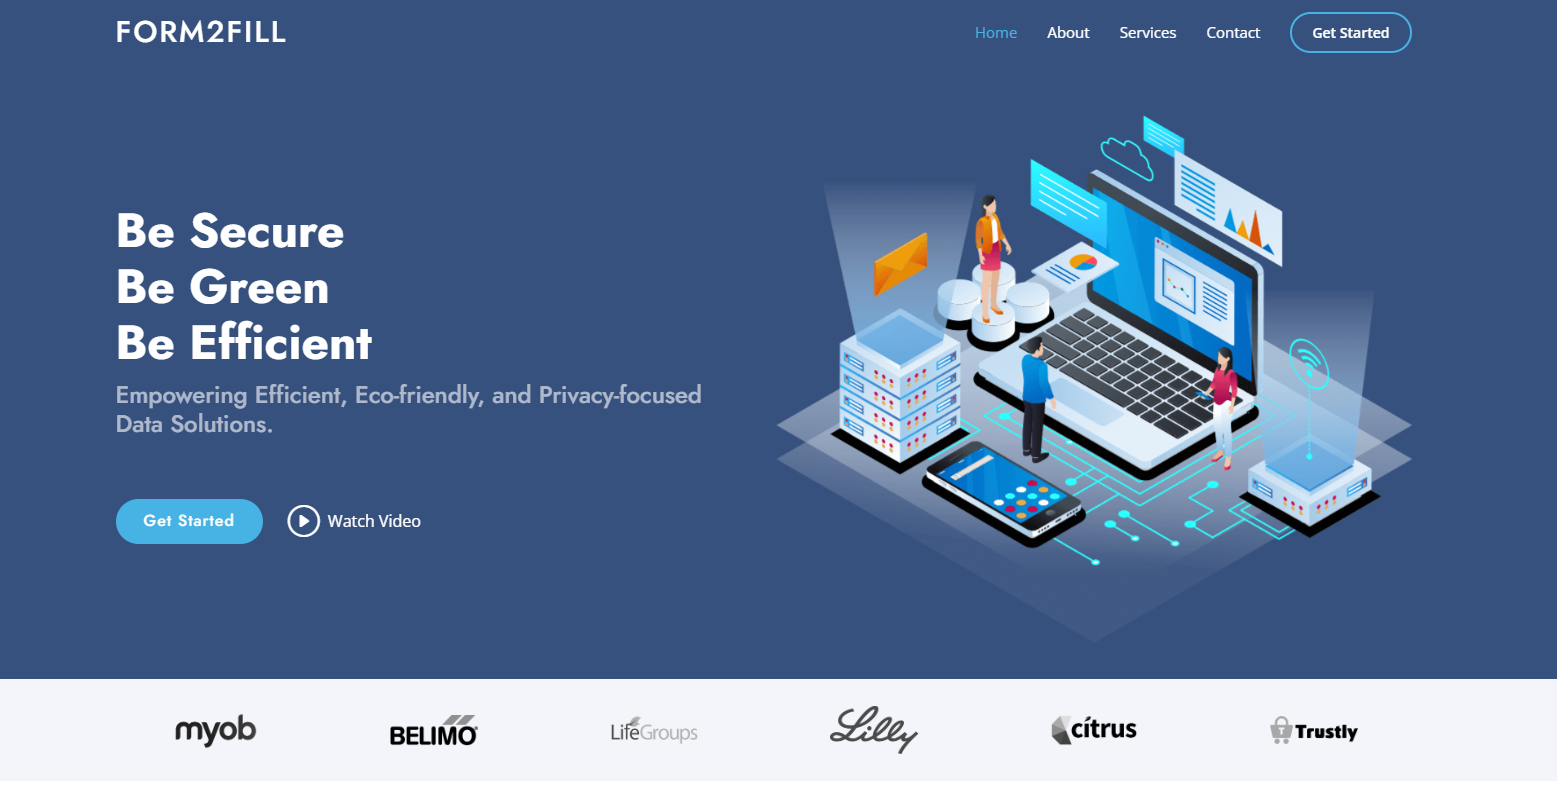 FORM2FILL
Home
About
Services
Contact
Get Started
Be Secure
Be Green
Be Efficient
Empowering Efficient, Eco-friendly, and Privacy-focused
Data Solutions.
Get Started
Watch Video
myob
BELIMO
LifeGroups
Lilly
citrus
T
Trustly